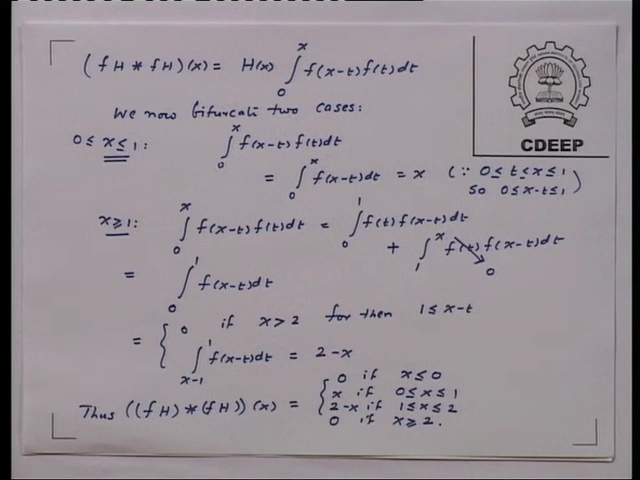 (fH * fH)(x) = H(x) ∫₀ˣ f(x-t)f(t)dt
We now bifurcate two cases:
0 ≤ x ≤ 1: ∫₀ˣ f(x-t)f(t)dt
= ∫₀ˣ f(x-t)dt = x (∵ 0≤t≤x≤1
so 0≤x-t≤1)
x ≥ 1: ∫₀ˣ f(x-t)f(t)dt = ∫₀¹ f(t)f(x-t)dt
+ ∫₁ˣ f(t)f(x-t)dt
0
= ∫₀¹ f(x-t)dt
= { 0 if x > 2 for then 1 ≤ x-t
∫ₓ₋₁¹ f(x-t)dt = 2-x
Thus ((fH)*(fH))(x) = { 0 if x ≤ 0
x if 0≤x≤1
2-x if 1≤x≤2
0 if x ≥ 2.
CDEEP